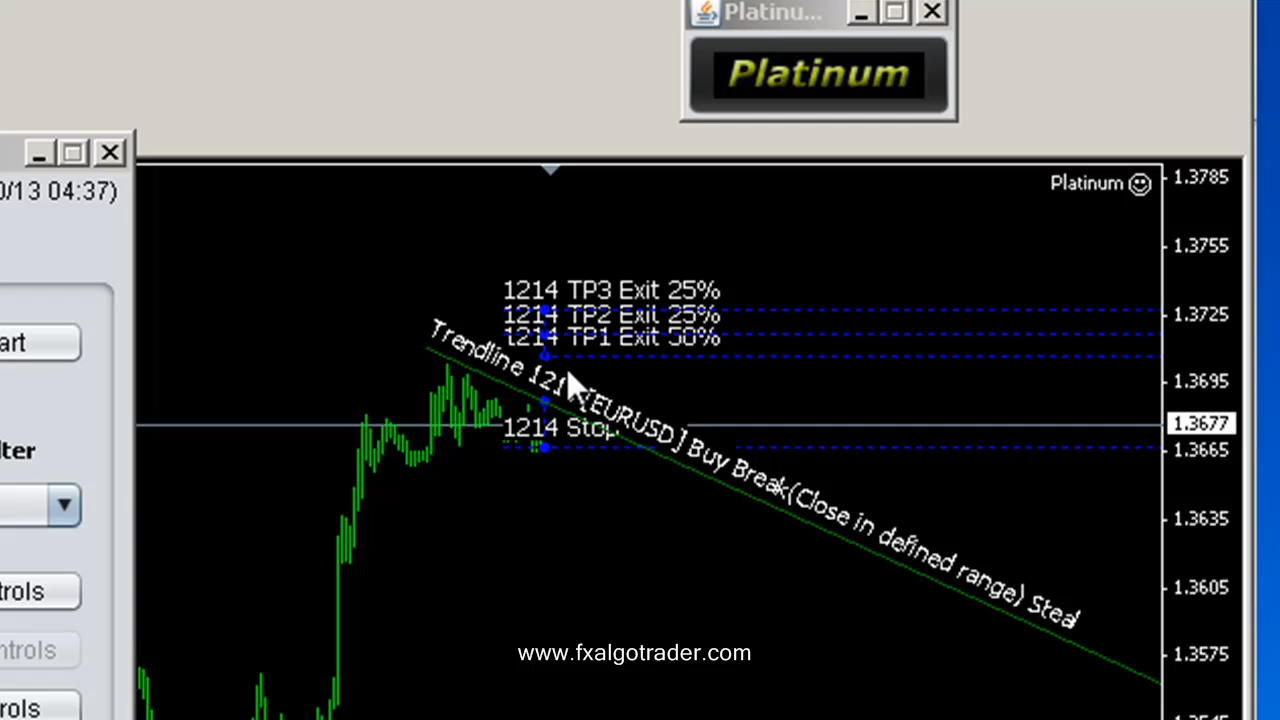 Platinu...
Platinum
0/13 04:37)
Platinum
1.3785
1.3755
1214 TP3 Exit 25%
1214 TP2 Exit 25%
1.3725
1214 TP1 Exit 50%
1.3695
Trendline 121 [EURUSD] Buy Break(Close in defined range) Steal
art
1214 Stop
1.3677
1.3665
lter
1.3635
trols
1.3605
ntrols
www.fxalgotrader.com
1.3575
rols